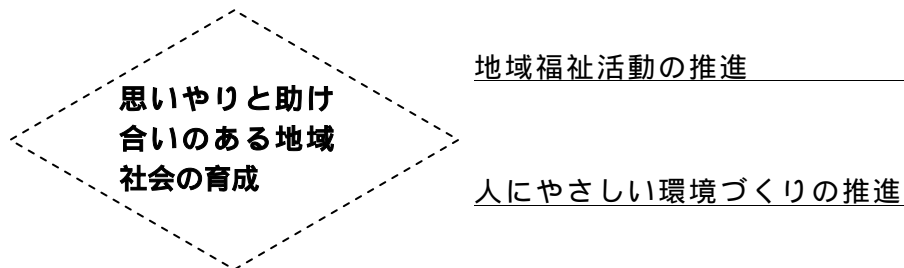 思いやりと助け
合いのある地域
社会の育成
地域福祉活動の推進
人にやさしい環境づくりの推進